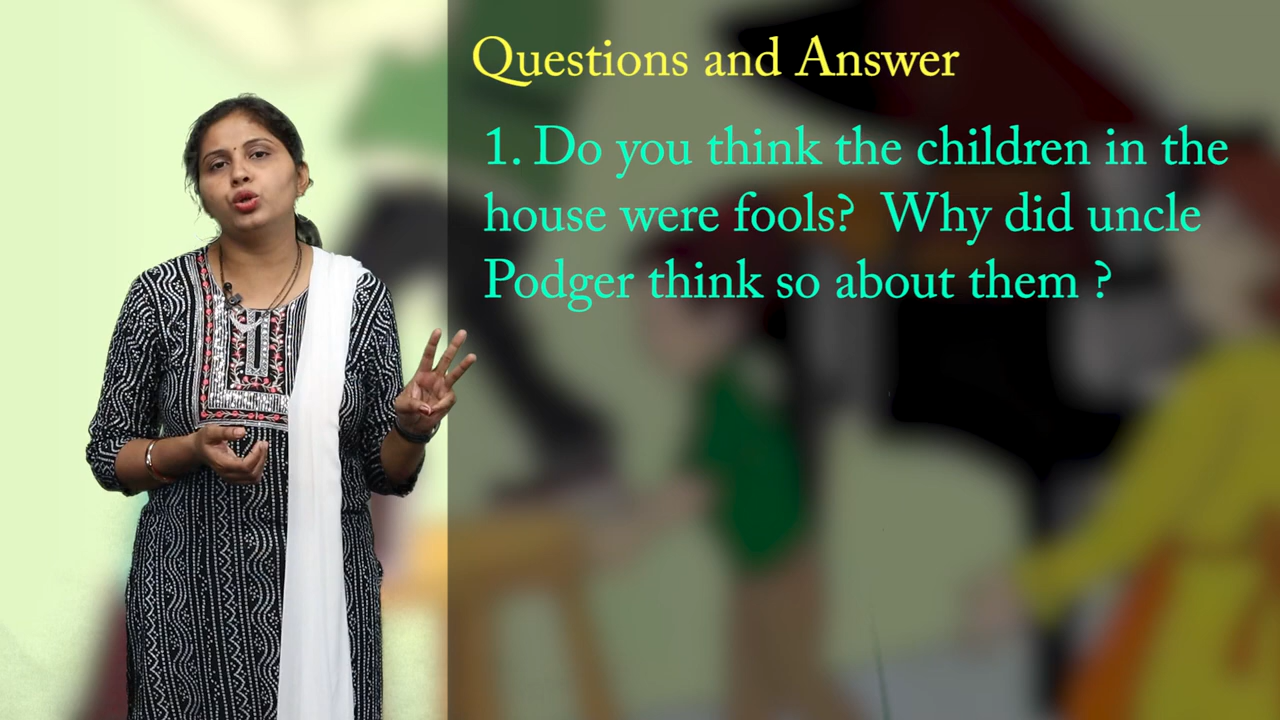 Questions and Answer
1. Do you think the children in the
house were fools?  Why did uncle
Podger think so about them ?